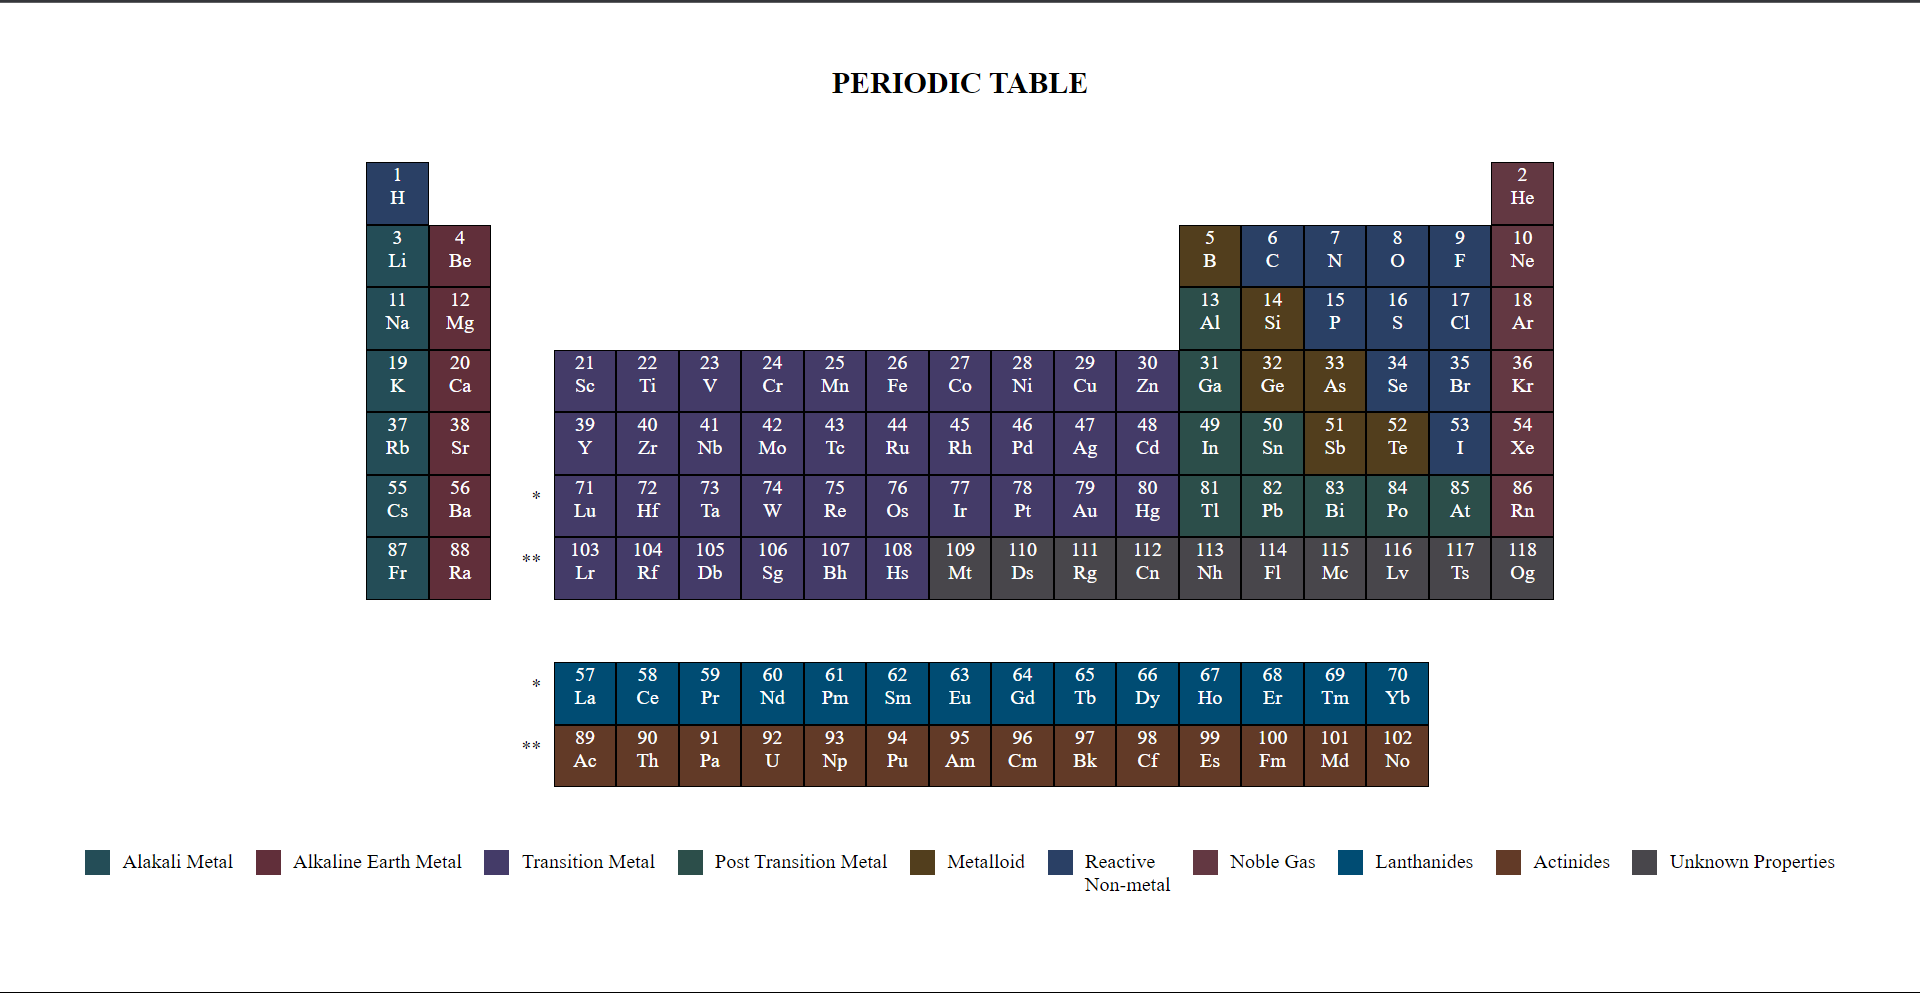 PERIODIC TABLE
1 2
H He
3 4 5 6 7 8 9 10
Li Be B C N O F Ne
11 12 13 14 15 16 17 18
Na Mg Al Si P S Cl Ar
19 20 21 22 23 24 25 26 27 28 29 30 31 32 33 34 35 36
K Ca Sc Ti V Cr Mn Fe Co Ni Cu Zn Ga Ge As Se Br Kr
37 38 39 40 41 42 43 44 45 46 47 48 49 50 51 52 53 54
Rb Sr Y Zr Nb Mo Tc Ru Rh Pd Ag Cd In Sn Sb Te I Xe
55 56 * 71 72 73 74 75 76 77 78 79 80 81 82 83 84 85 86
Cs Ba Lu Hf Ta W Re Os Ir Pt Au Hg Tl Pb Bi Po At Rn
87 88 ** 103 104 105 106 107 108 109 110 111 112 113 114 115 116 117 118
Fr Ra Lr Rf Db Sg Bh Hs Mt Ds Rg Cn Nh Fl Mc Lv Ts Og
* 57 58 59 60 61 62 63 64 65 66 67 68 69 70
La Ce Pr Nd Pm Sm Eu Gd Tb Dy Ho Er Tm Yb
** 89 90 91 92 93 94 95 96 97 98 99 100 101 102
Ac Th Pa U Np Pu Am Cm Bk Cf Es Fm Md No
Alakali Metal Alkaline Earth Metal Transition Metal Post Transition Metal Metalloid Reactive Noble Gas Lanthanides Actinides Unknown Properties
Non-metal